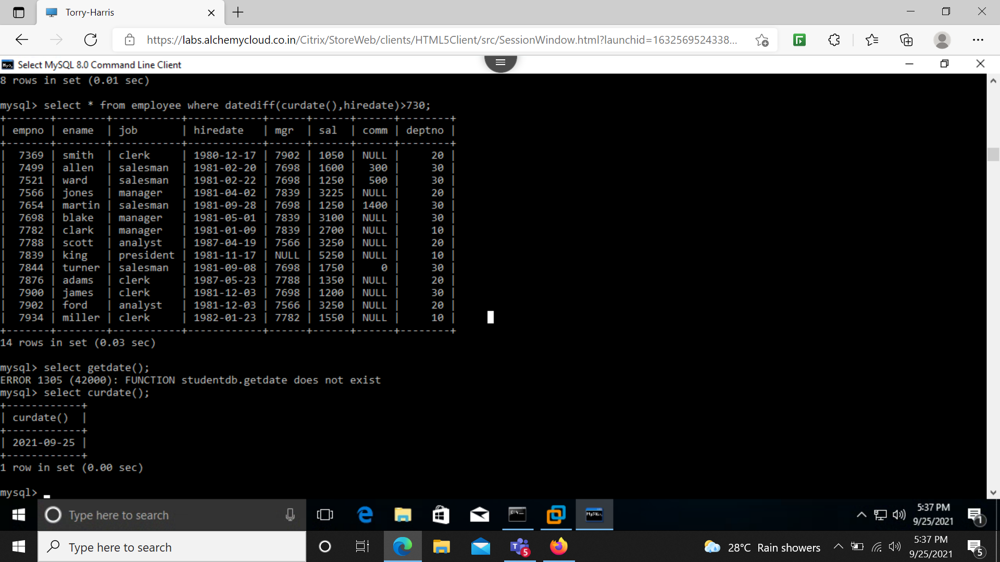 Torry-Harris
https://labs.alchemycloud.co.in/Citrix/StoreWeb/clients/HTML5Client/src/SessionWindow.html?launchid=1632569524338...
Select MySQL 8.0 Command Line Client
8 rows in set (0.01 sec)
mysql> select * from employee where datediff(curdate(),hiredate)>730;
+-------+--------+-----------+------------+------+------+------+--------+
| empno | ename  | job       | hiredate   | mgr  | sal  | comm | deptno |
+-------+--------+-----------+------------+------+------+------+--------+
|  7369 | smith  | clerk     | 1980-12-17 | 7902 | 1050 | NULL |     20 |
|  7499 | allen  | salesman  | 1981-02-20 | 7698 | 1600 |  300 |     30 |
|  7521 | ward   | salesman  | 1981-02-22 | 7698 | 1250 |  500 |     30 |
|  7566 | jones  | manager   | 1981-04-02 | 7839 | 3225 | NULL |     20 |
|  7654 | martin | salesman  | 1981-09-28 | 7698 | 1250 | 1400 |     30 |
|  7698 | blake  | manager   | 1981-05-01 | 7839 | 3100 | NULL |     30 |
|  7782 | clark  | manager   | 1981-01-09 | 7839 | 2700 | NULL |     10 |
|  7788 | scott  | analyst   | 1987-04-19 | 7566 | 3250 | NULL |     20 |
|  7839 | king   | president | 1981-11-17 | NULL | 5250 | NULL |     10 |
|  7844 | turner | salesman  | 1981-09-08 | 7698 | 1750 |    0 |     30 |
|  7876 | adams  | clerk     | 1987-05-23 | 7788 | 1350 | NULL |     20 |
|  7900 | james  | clerk     | 1981-12-03 | 7698 | 1200 | NULL |     30 |
|  7902 | ford   | analyst   | 1981-12-03 | 7566 | 3250 | NULL |     20 |
|  7934 | miller | clerk     | 1982-01-23 | 7782 | 1550 | NULL |     10 |
+-------+--------+-----------+------------+------+------+------+--------+
14 rows in set (0.03 sec)
mysql> select getdate();
ERROR 1305 (42000): FUNCTION studentdb.getdate does not exist
mysql> select curdate();
+------------+
| curdate()  |
+------------+
| 2021-09-25 |
+------------+
1 row in set (0.00 sec)
mysql>
Type here to search
MySQL
5:37 PM
9/25/2021
1
Type here to search
5
28°C Rain showers
5:37 PM
9/25/2021
5